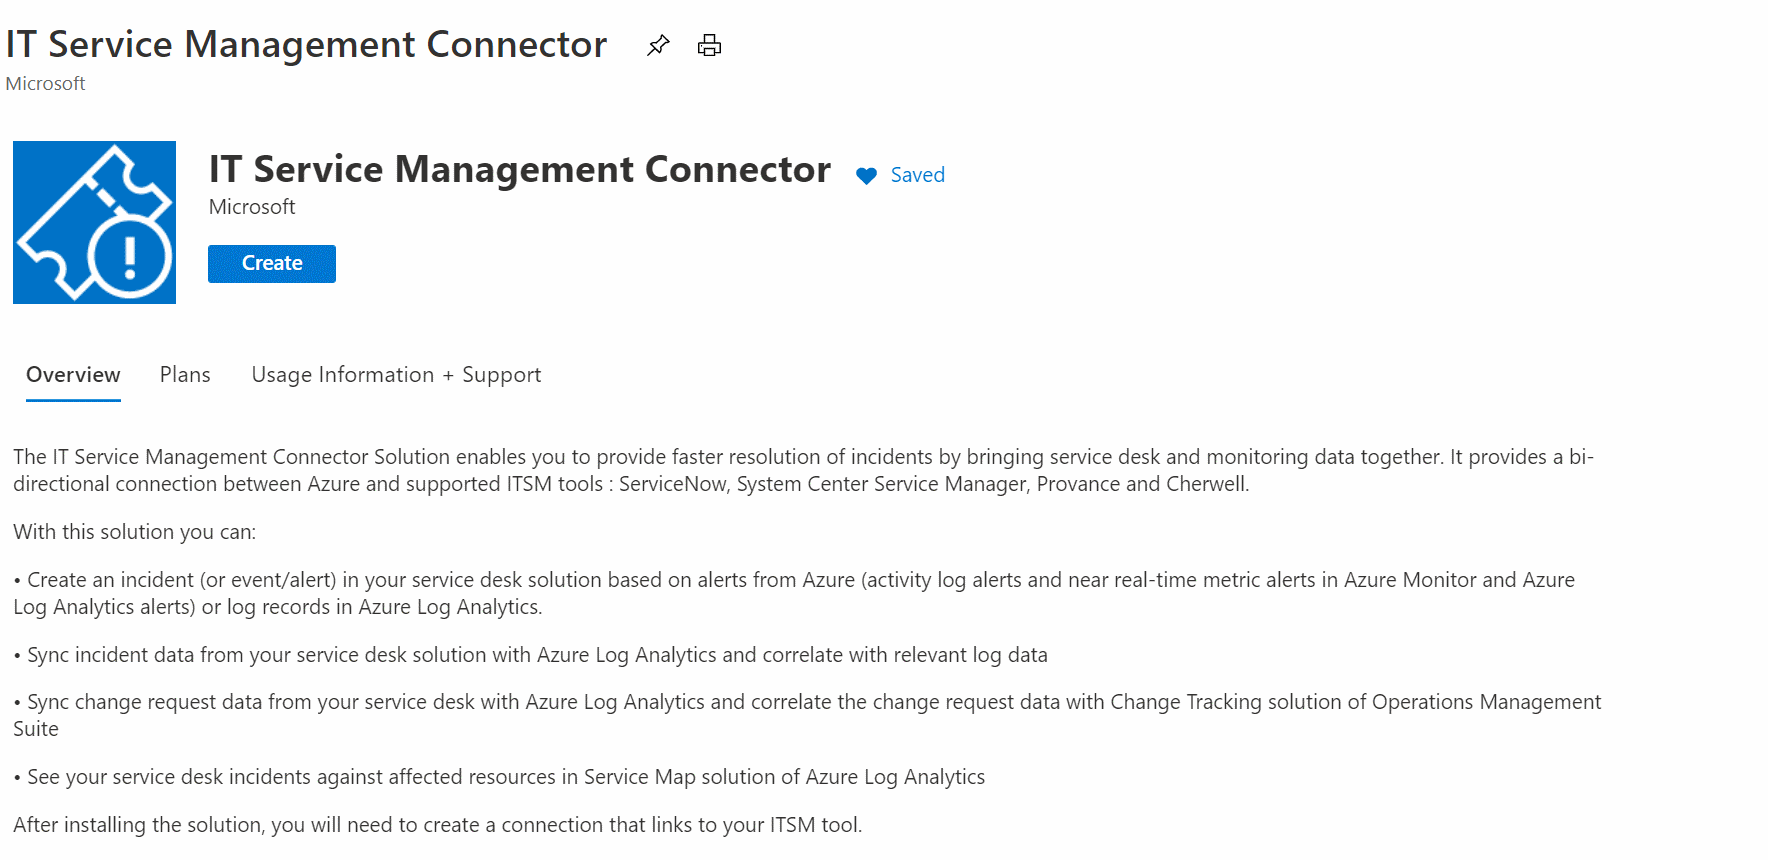 IT Service Management Connector
Microsoft
IT Service Management Connector
Saved
Microsoft
Create
Overview
Plans
Usage Information + Support
The IT Service Management Connector Solution enables you to provide faster resolution of incidents by bringing service desk and monitoring data together. It provides a bi-
directional connection between Azure and supported ITSM tools : ServiceNow, System Center Service Manager, Provance and Cherwell.
With this solution you can:
• Create an incident (or event/alert) in your service desk solution based on alerts from Azure (activity log alerts and near real-time metric alerts in Azure Monitor and Azure
Log Analytics alerts) or log records in Azure Log Analytics.
• Sync incident data from your service desk solution with Azure Log Analytics and correlate with relevant log data
• Sync change request data from your service desk with Azure Log Analytics and correlate the change request data with Change Tracking solution of Operations Management
Suite
• See your service desk incidents against affected resources in Service Map solution of Azure Log Analytics
After installing the solution, you will need to create a connection that links to your ITSM tool.